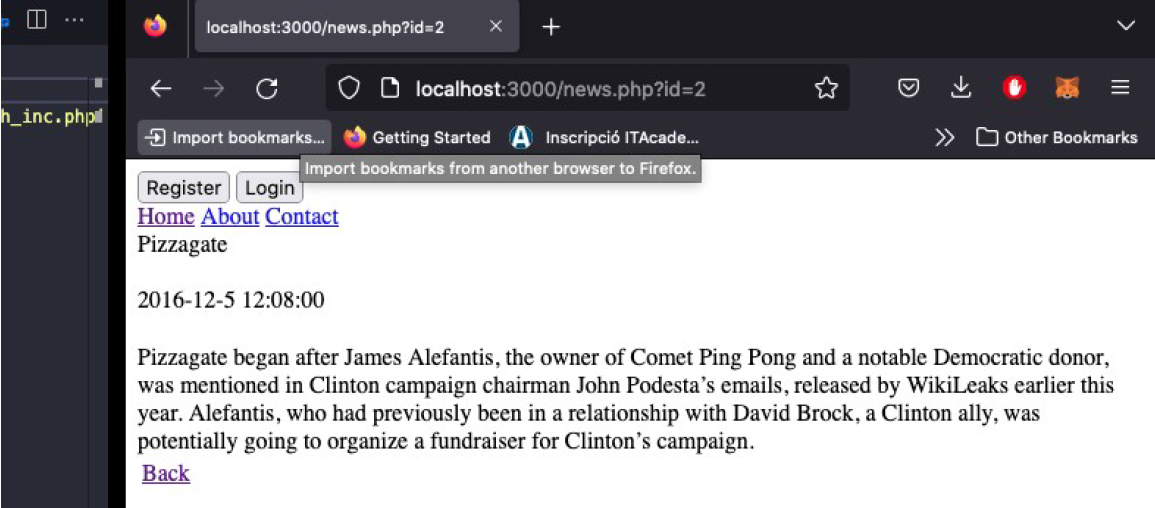 localhost:3000/news.php?id=2
localhost:3000/news.php?id=2
h_inc.php
Import bookmarks... Getting Started Inscripció ITAcade... Other Bookmarks
Import bookmarks from another browser to Firefox.
Register Login
Home About Contact
Pizzagate
2016-12-5 12:08:00
Pizzagate began after James Alefantis, the owner of Comet Ping Pong and a notable Democratic donor,
was mentioned in Clinton campaign chairman John Podesta’s emails, released by WikiLeaks earlier this
year. Alefantis, who had previously been in a relationship with David Brock, a Clinton ally, was
potentially going to organize a fundraiser for Clinton’s campaign.
Back